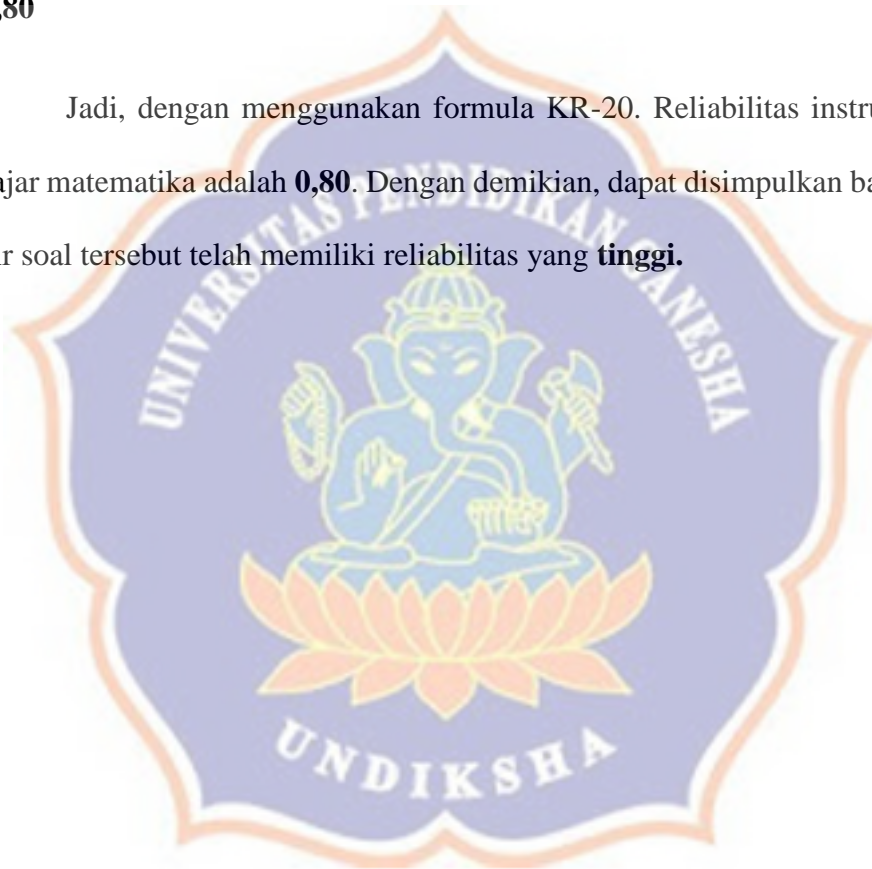 ,80
Jadi, dengan menggunakan formula KR-20. Reliabilitas instru
ajar matematika adalah 0,80. Dengan demikian, dapat disimpulkan ba
r soal tersebut telah memiliki reliabilitas yang tinggi.
UNIVERSITAS PENDIDIKAN GANESHA
UNDIKSHA